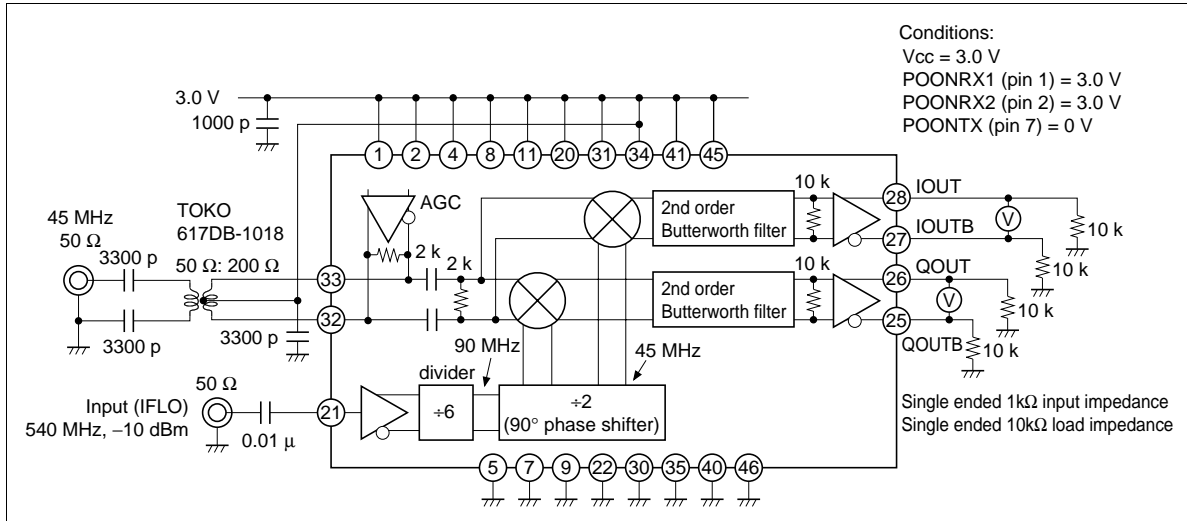 Conditions:
Vcc = 3.0 V
POONRX1 (pin 1) = 3.0 V
POONRX2 (pin 2) = 3.0 V
POONTX (pin 7) = 0 V
3.0 V
1000 p
1 2 4 8 11 20 31 34 41 45
AGC
2 k
2 k
2nd order
Butterworth filter
10 k
28 IOUT
27 IOUTB
V
10 k
10 k
45 MHz
50 Ω
3300 p
TOKO
617DB-1018
50 Ω: 200 Ω
33
32
3300 p
3300 p
2nd order
Butterworth filter
10 k
26 QOUT
25 QOUTB
V
10 k
10 k
90 MHz
45 MHz
divider
÷6
÷2
(90° phase shifter)
50 Ω
Input (IFLO)
540 MHz, –10 dBm
0.01 μ
21
Single ended 1kΩ input impedance
Single ended 10kΩ load impedance
5 7 9 22 30 35 40 46